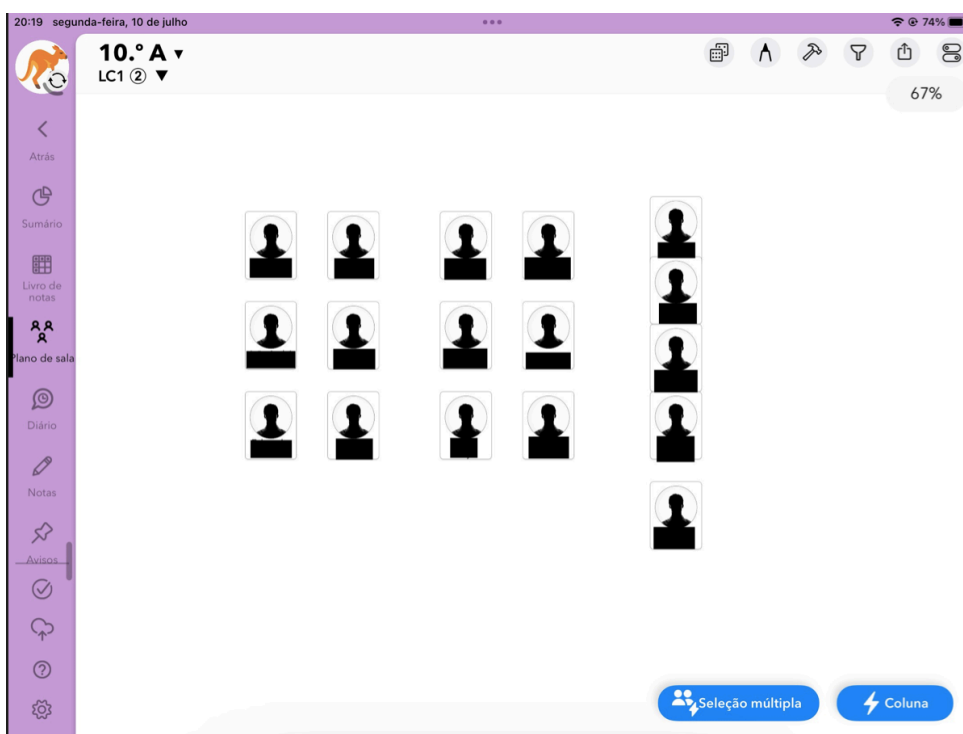 20:19 segunda-feira, 10 de julho
74%
10.º A ▼
LC1 ② ▼
67%
Atrás
Sumário
Livro de
notas
Plano de sala
Diário
Notas
Avisos
Seleção múltipla
Coluna